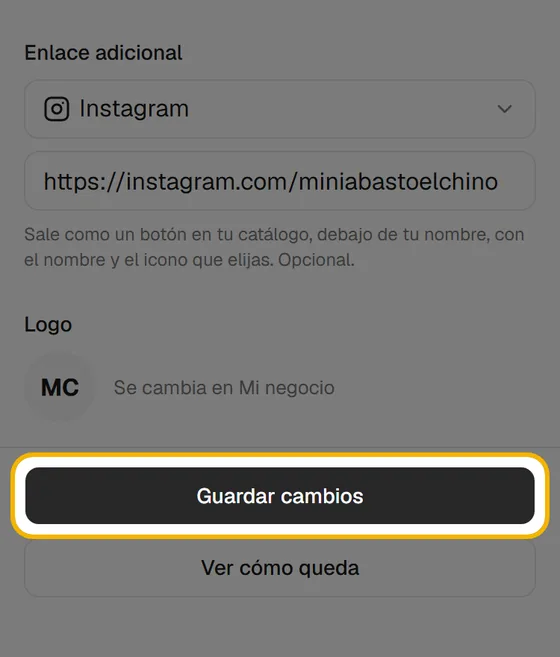 Enlace adicional
Instagram
https://instagram.com/miniabastoelchino
Sale como un botón en tu catálogo, debajo de tu nombre, con
el nombre y el icono que elijas. Opcional.
Logo
MC
Se cambia en Mi negocio
Guardar cambios
Ver cómo queda